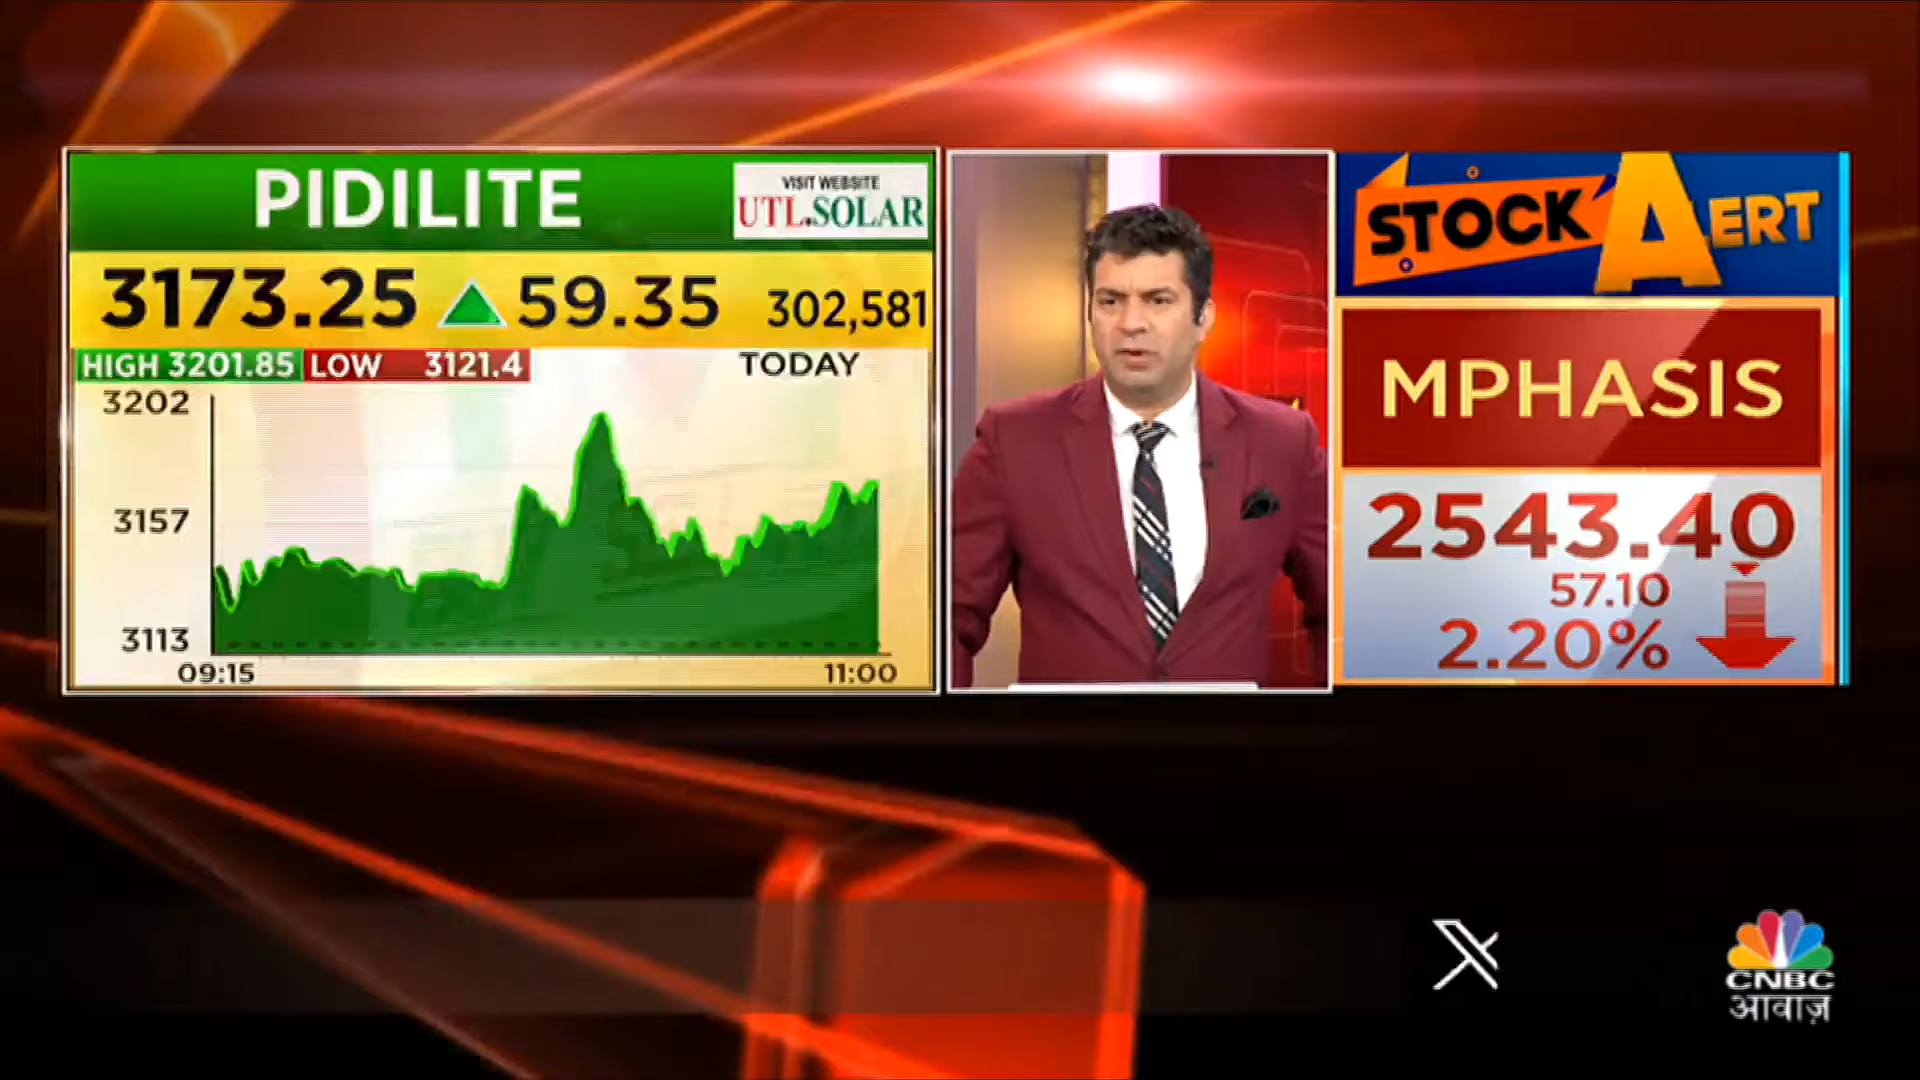 PIDILITE
VISIT WEBSITE
UTL.SOLAR
3173.25 59.35 302,581
HIGH 3201.85 LOW 3121.4 TODAY
3202
3157
3113
09:15 11:00
STOCK AERT
MPHASIS
2543.40
57.10
2.20%
X
CNBC
आवाज़